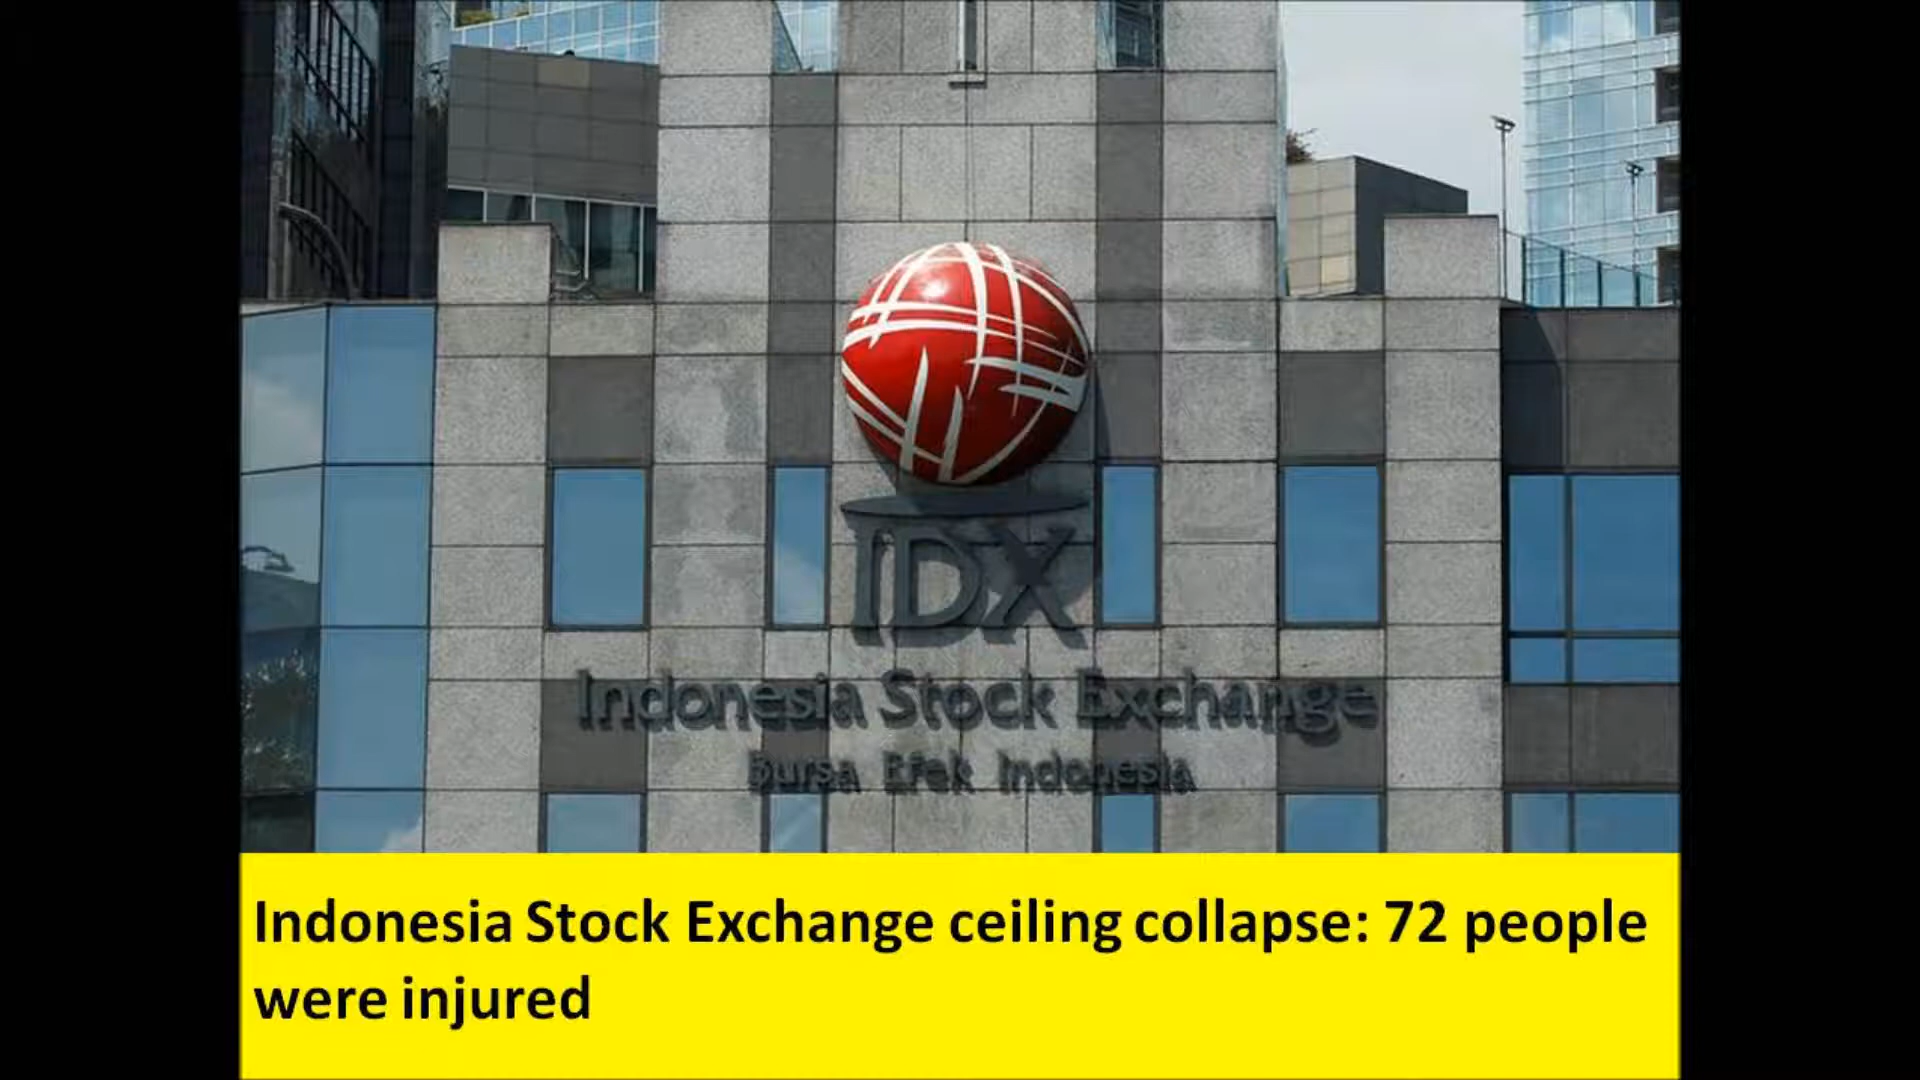 IDX
Indonesia Stock Exchange
Bursa Efek Indonesia
Indonesia Stock Exchange ceiling collapse: 72 people
were injured